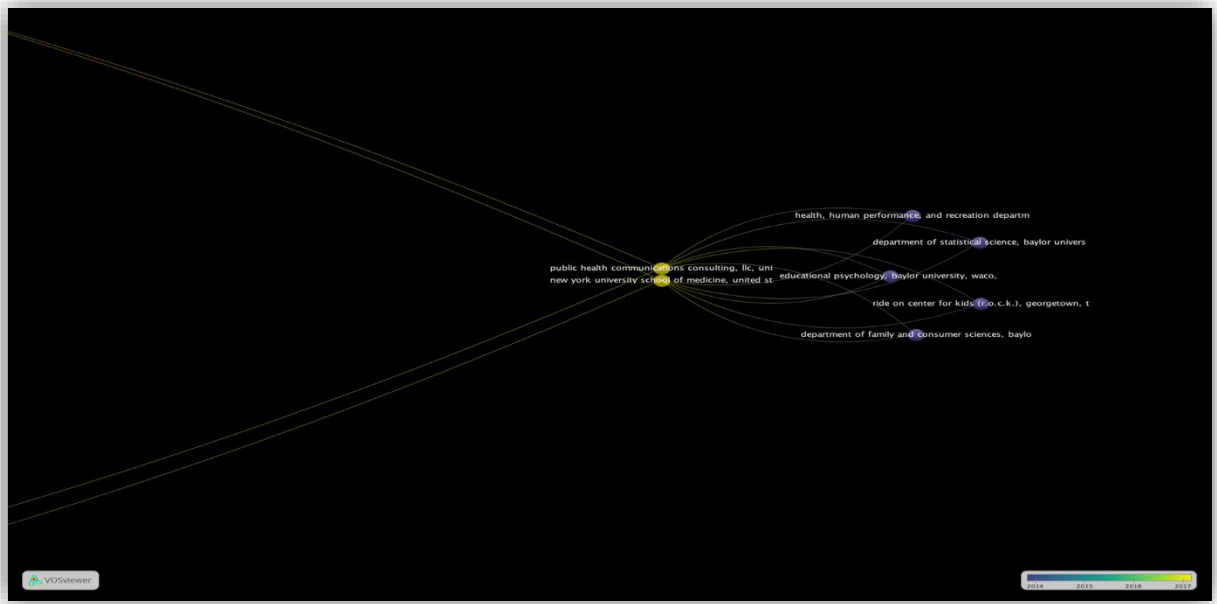 health, human performance, and recreation departm
department of statistical science, baylor univers
public health communications consulting, llc, uni
educational psychology, baylor university, waco,
new york university school of medicine, united st
ride on center for kids (r.o.c.k.), georgetown, t
department of family and consumer sciences, baylo
VOSviewer
2014 2015 2016 2017